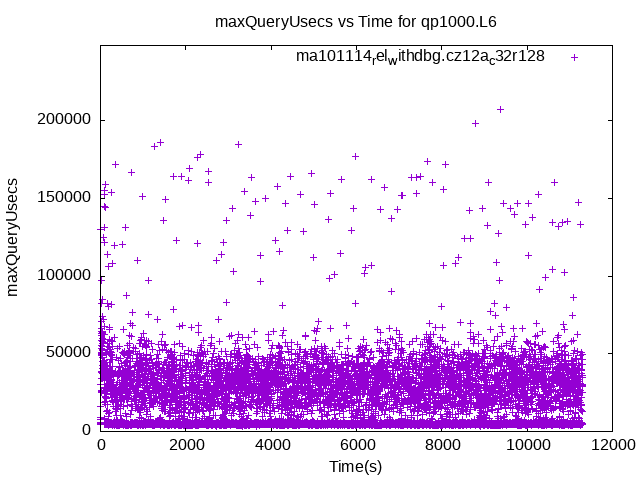 maxQueryUsecs vs Time for qp1000.L6
ma101114relwithdbg.cz12ac32r128
200000
150000
100000
50000
0
maxQueryUsecs
0 2000 4000 6000 8000 10000 12000
Time(s)